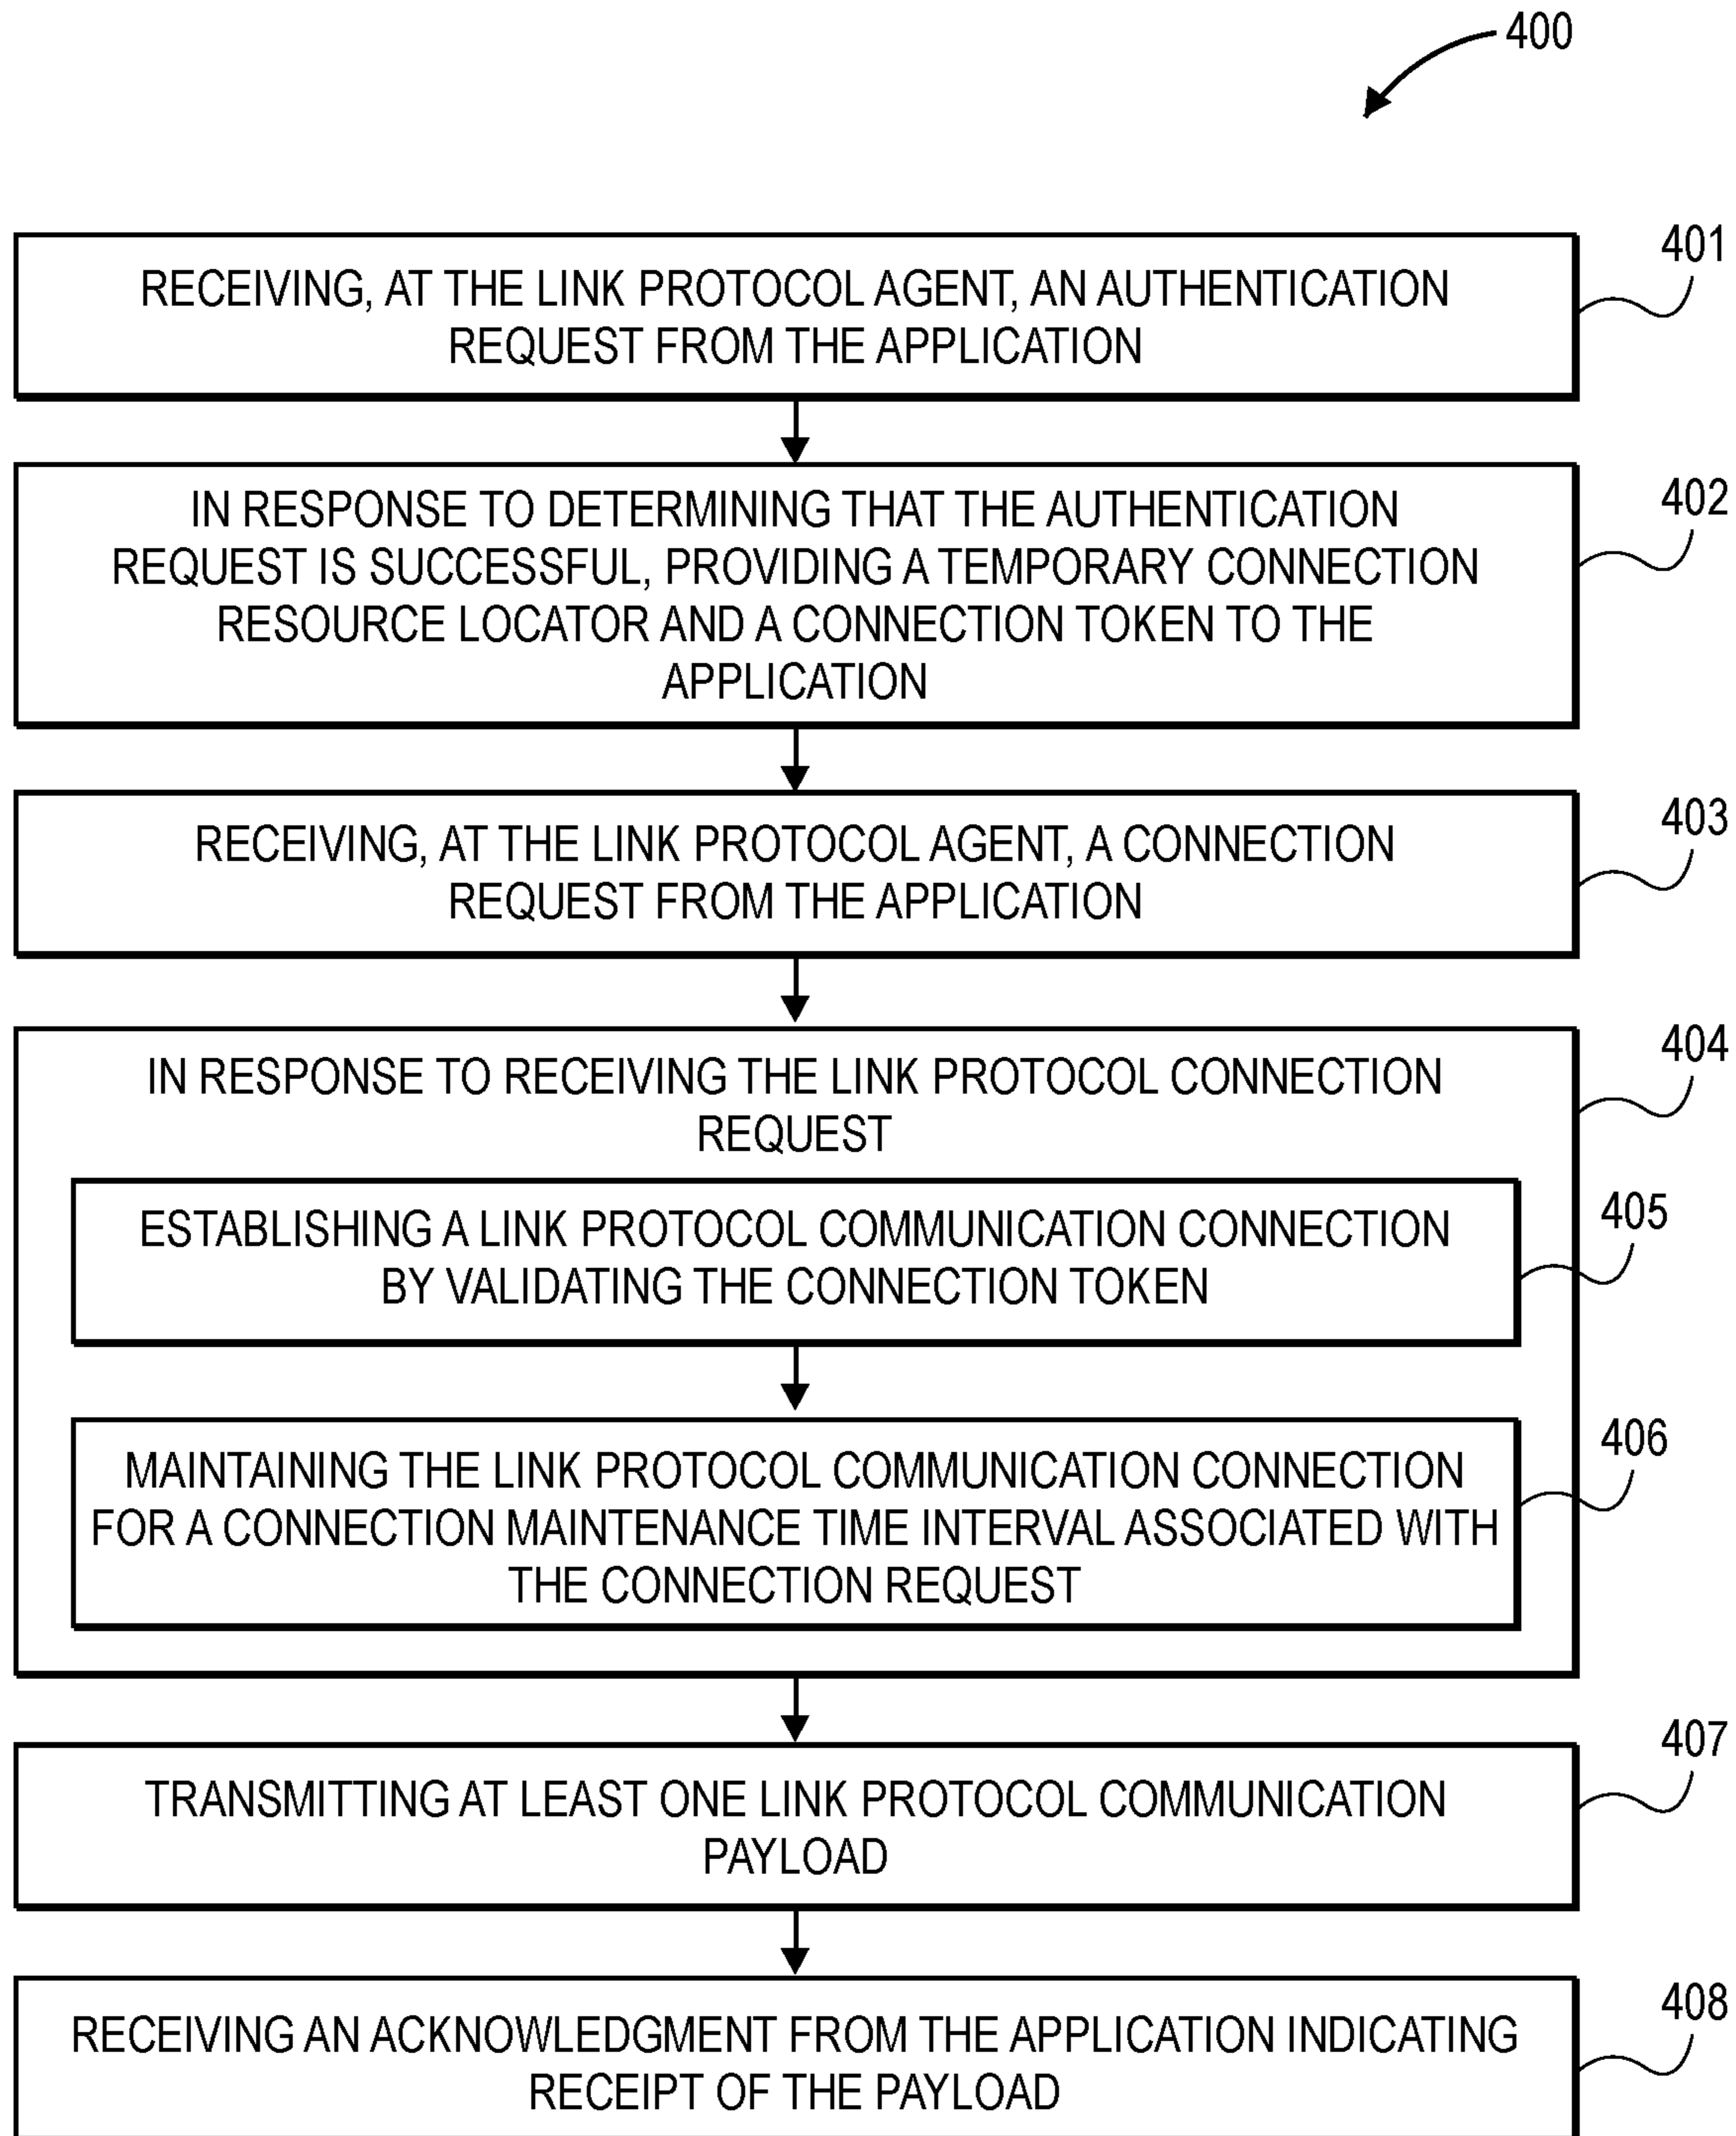 400
401
RECEIVING, AT THE LINK PROTOCOL AGENT, AN AUTHENTICATION
REQUEST FROM THE APPLICATION
402
IN RESPONSE TO DETERMINING THAT THE AUTHENTICATION
REQUEST IS SUCCESSFUL, PROVIDING A TEMPORARY CONNECTION
RESOURCE LOCATOR AND A CONNECTION TOKEN TO THE
APPLICATION
403
RECEIVING, AT THE LINK PROTOCOL AGENT, A CONNECTION
REQUEST FROM THE APPLICATION
404
IN RESPONSE TO RECEIVING THE LINK PROTOCOL CONNECTION
REQUEST
405
ESTABLISHING A LINK PROTOCOL COMMUNICATION CONNECTION
BY VALIDATING THE CONNECTION TOKEN
406
MAINTAINING THE LINK PROTOCOL COMMUNICATION CONNECTION
FOR A CONNECTION MAINTENANCE TIME INTERVAL ASSOCIATED WITH
THE CONNECTION REQUEST
407
TRANSMITTING AT LEAST ONE LINK PROTOCOL COMMUNICATION
PAYLOAD
408
RECEIVING AN ACKNOWLEDGMENT FROM THE APPLICATION INDICATING
RECEIPT OF THE PAYLOAD